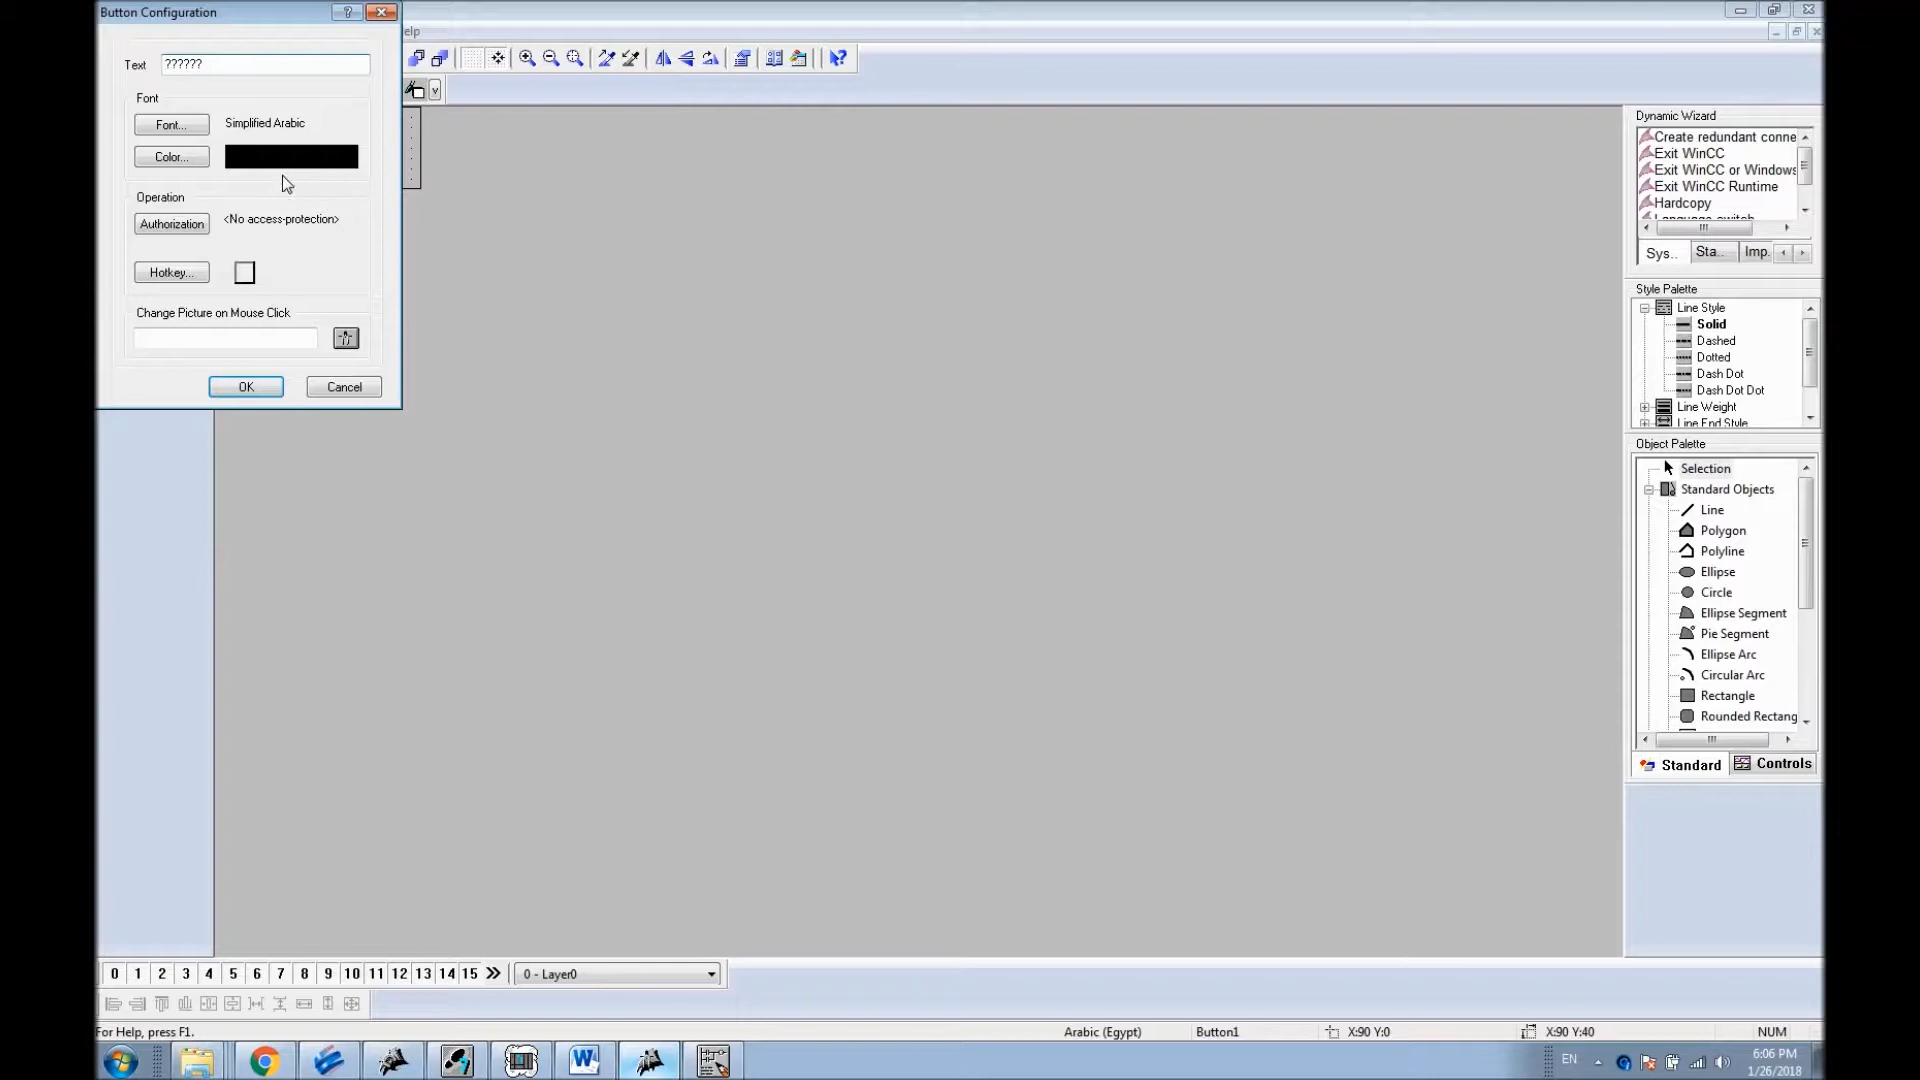 Button Configuration
elp
Text ??????
Font
Font... Simplified Arabic
Color...
Operation
Authorization <No access-protection>
Hotkey...
Change Picture on Mouse Click
OK Cancel
Dynamic Wizard
Create redundant conne
Exit WinCC
Exit WinCC or Windows
Exit WinCC Runtime
Hardcopy
Language switch
Sys.. Sta.. Imp.
Style Palette
Line Style
Solid
Dashed
Dotted
Dash Dot
Dash Dot Dot
Line Weight
Line End Style
Object Palette
Selection
Standard Objects
Line
Polygon
Polyline
Ellipse
Circle
Ellipse Segment
Pie Segment
Ellipse Arc
Circular Arc
Rectangle
Rounded Rectang
Standard Controls
0 1 2 3 4 5 6 7 8 9 10 11 12 13 14 15 0 - Layer0
For Help, press F1. Arabic (Egypt) Button1 X:90 Y:0 X:90 Y:40 NUM
EN 6:06 PM
1/26/2018